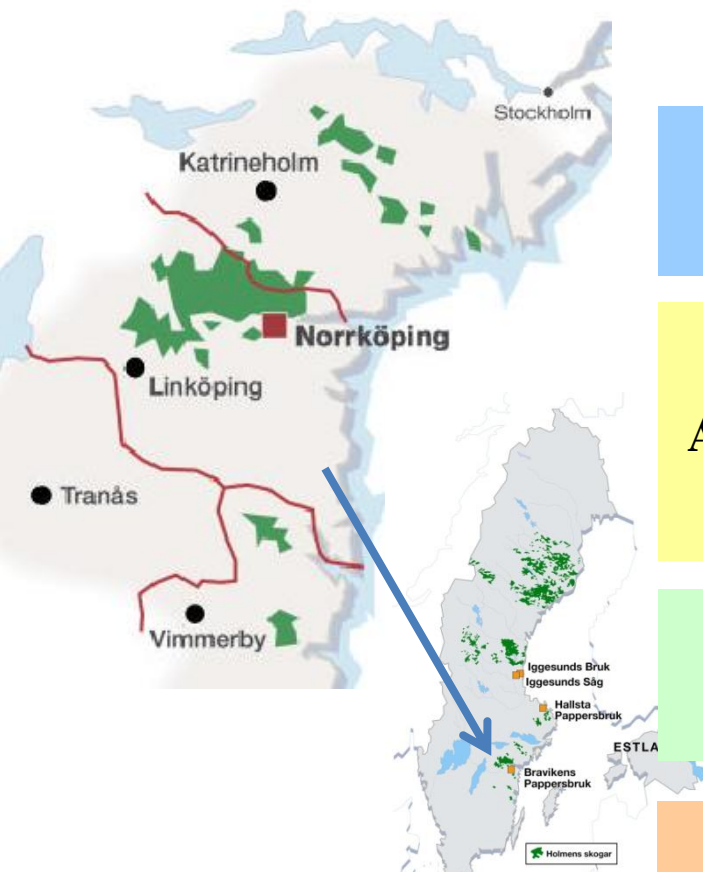 Stockholm
Katrineholm
Norrköping
Linköping
Tranås
Vimmerby
A
Iggesunds Bruk
Iggesunds Såg
Hallsta
Pappersbruk
ESTLA
Bravikens
Pappersbruk
Holmens skogar